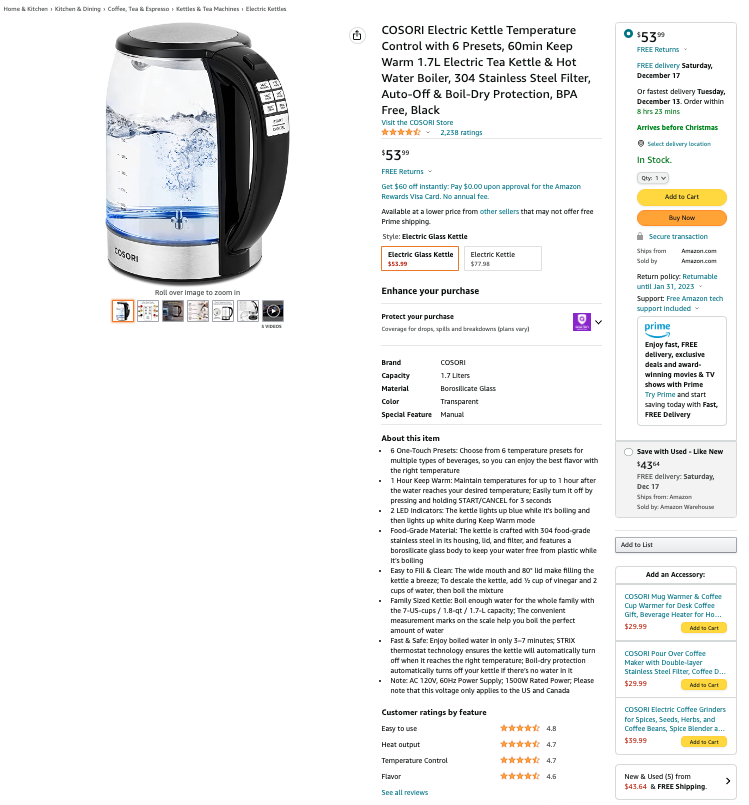 Home & Kitchen › Kitchen & Dining › Coffee, Tea & Espresso › Kettles & Tea Machines › Electric Kettles
COSORI
Roll over image to zoom in
5 VIDEOS
COSORI Electric Kettle Temperature
Control with 6 Presets, 60min Keep
Warm 1.7L Electric Tea Kettle & Hot
Water Boiler, 304 Stainless Steel Filter,
Auto-Off & Boil-Dry Protection, BPA
Free, Black
Visit the COSORI Store
2,238 ratings
$53 99
FREE Returns
Get $60 off instantly: Pay $0.00 upon approval for the Amazon
Rewards Visa Card. No annual fee.
Available at a lower price from other sellers that may not offer free
Prime shipping.
Style: Electric Glass Kettle
Electric Glass Kettle
$53.99
Electric Kettle
$77.98
Enhance your purchase
Protect your purchase
Coverage for drops, spills and breakdowns (plans vary)
Brand COSORI
Capacity 1.7 Liters
Material Borosilicate Glass
Color Transparent
Special Feature Manual
About this item
• 6 One-Touch Presets: Choose from 6 temperature presets for
multiple types of beverages, so you can enjoy the best flavor with
the right temperature
• 1 Hour Keep Warm: Maintain temperatures for up to 1 hour after
the water reaches your desired temperature; Easily turn it off by
pressing and holding START/CANCEL for 3 seconds
• 2 LED Indicators: The kettle lights up blue while it's boiling and
then lights up white during Keep Warm mode
• Food-Grade Material: The kettle is crafted with 304 food-grade
stainless steel in its housing, lid, and filter, and features a
borosilicate glass body to keep your water free from plastic while
it's boiling
• Easy to Fill & Clean: The wide mouth and 80° lid make filling the
kettle a breeze; To descale the kettle, add ½ cup of vinegar and 2
cups of water, then boil the mixture
• Family Sized Kettle: Boil enough water for the whole family with
the 7-US-cups / 1.8-qt / 1.7-L capacity; The convenient
measurement marks on the scale help you boil the perfect
amount of water
• Fast & Safe: Enjoy boiled water in only 3–7 minutes; STRIX
thermostat technology ensures the kettle will automatically turn
off when it reaches the right temperature; Boil-dry protection
automatically turns off your kettle if there's no water in it
• Note: AC 120V, 60Hz Power Supply; 1500W Rated Power; Please
note that this voltage only applies to the US and Canada
Customer ratings by feature
Easy to use 4.8
Heat output 4.7
Temperature Control 4.7
Flavor 4.6
See all reviews
$53 99
FREE Returns
FREE delivery Saturday,
December 17
Or fastest delivery Tuesday,
December 13. Order within
8 hrs 23 mins
Arrives before Christmas
Select delivery location
In Stock.
Qty: 1
Add to Cart
Buy Now
Secure transaction
Ships from Amazon.com
Sold by Amazon.com
Return policy: Returnable
until Jan 31, 2023
Support: Free Amazon tech
support included
prime
Enjoy fast, FREE
delivery, exclusive
deals and award-
winning movies & TV
shows with Prime
Try Prime and start
saving today with Fast,
FREE Delivery
Save with Used - Like New
$43 64
FREE delivery: Saturday,
Dec 17
Ships from: Amazon
Sold by: Amazon Warehouse
Add to List
Add an Accessory:
COSORI Mug Warmer & Coffee
Cup Warmer for Desk Coffee
Gift, Beverage Heater for Ho...
$29.99 Add to Cart
COSORI Pour Over Coffee
Maker with Double-layer
Stainless Steel Filter, Coffee D...
$29.99 Add to Cart
COSORI Electric Coffee Grinders
for Spices, Seeds, Herbs, and
Coffee Beans, Spice Blender a...
$39.99 Add to Cart
New & Used (5) from
$43.64 & FREE Shipping.